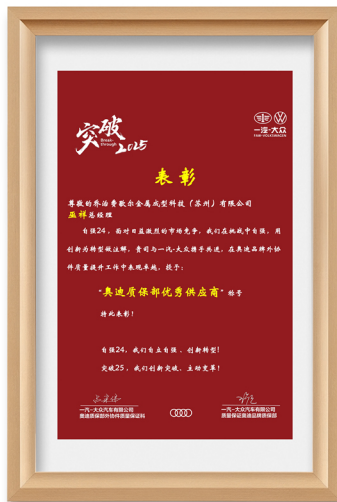 突破
Break through
2025
一汽-大众
FAW-VOLKSWAGEN
表彰
尊敬的乔治费歇尔金属成型科技（苏州）有限公司
巫祥总经理
自强24，面对日益激烈的市场竞争，我们在挑战中自强，用
创新为转型做注解，贵司与一汽-大众携手共进，在奥迪品牌外协
件质量提升工作中表现卓越，授予：
“奥迪质保部优秀供应商”称号
特此表彰！
自强24，我们自立自强、创新转型！
突破25，我们创新突破、主动变革！
一汽-大众汽车有限公司
奥迪质保部外协件质量保证科
一汽-大众汽车有限公司
质量保证奥迪品牌质保部